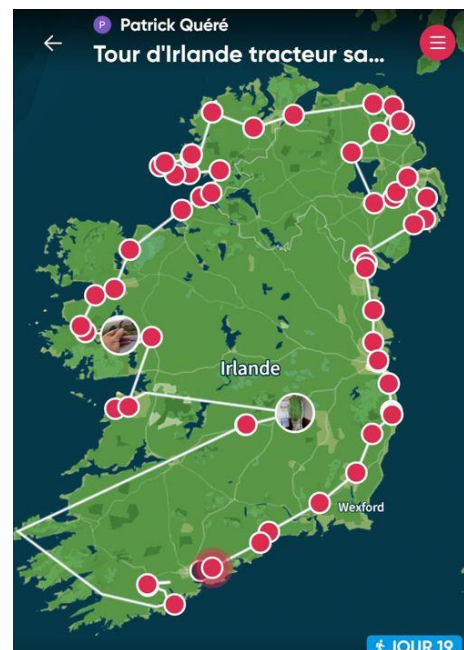 P Patrick Quéré
Tour d'Irlande tracteur sa...
Irlande
Wexford
JOUR 19